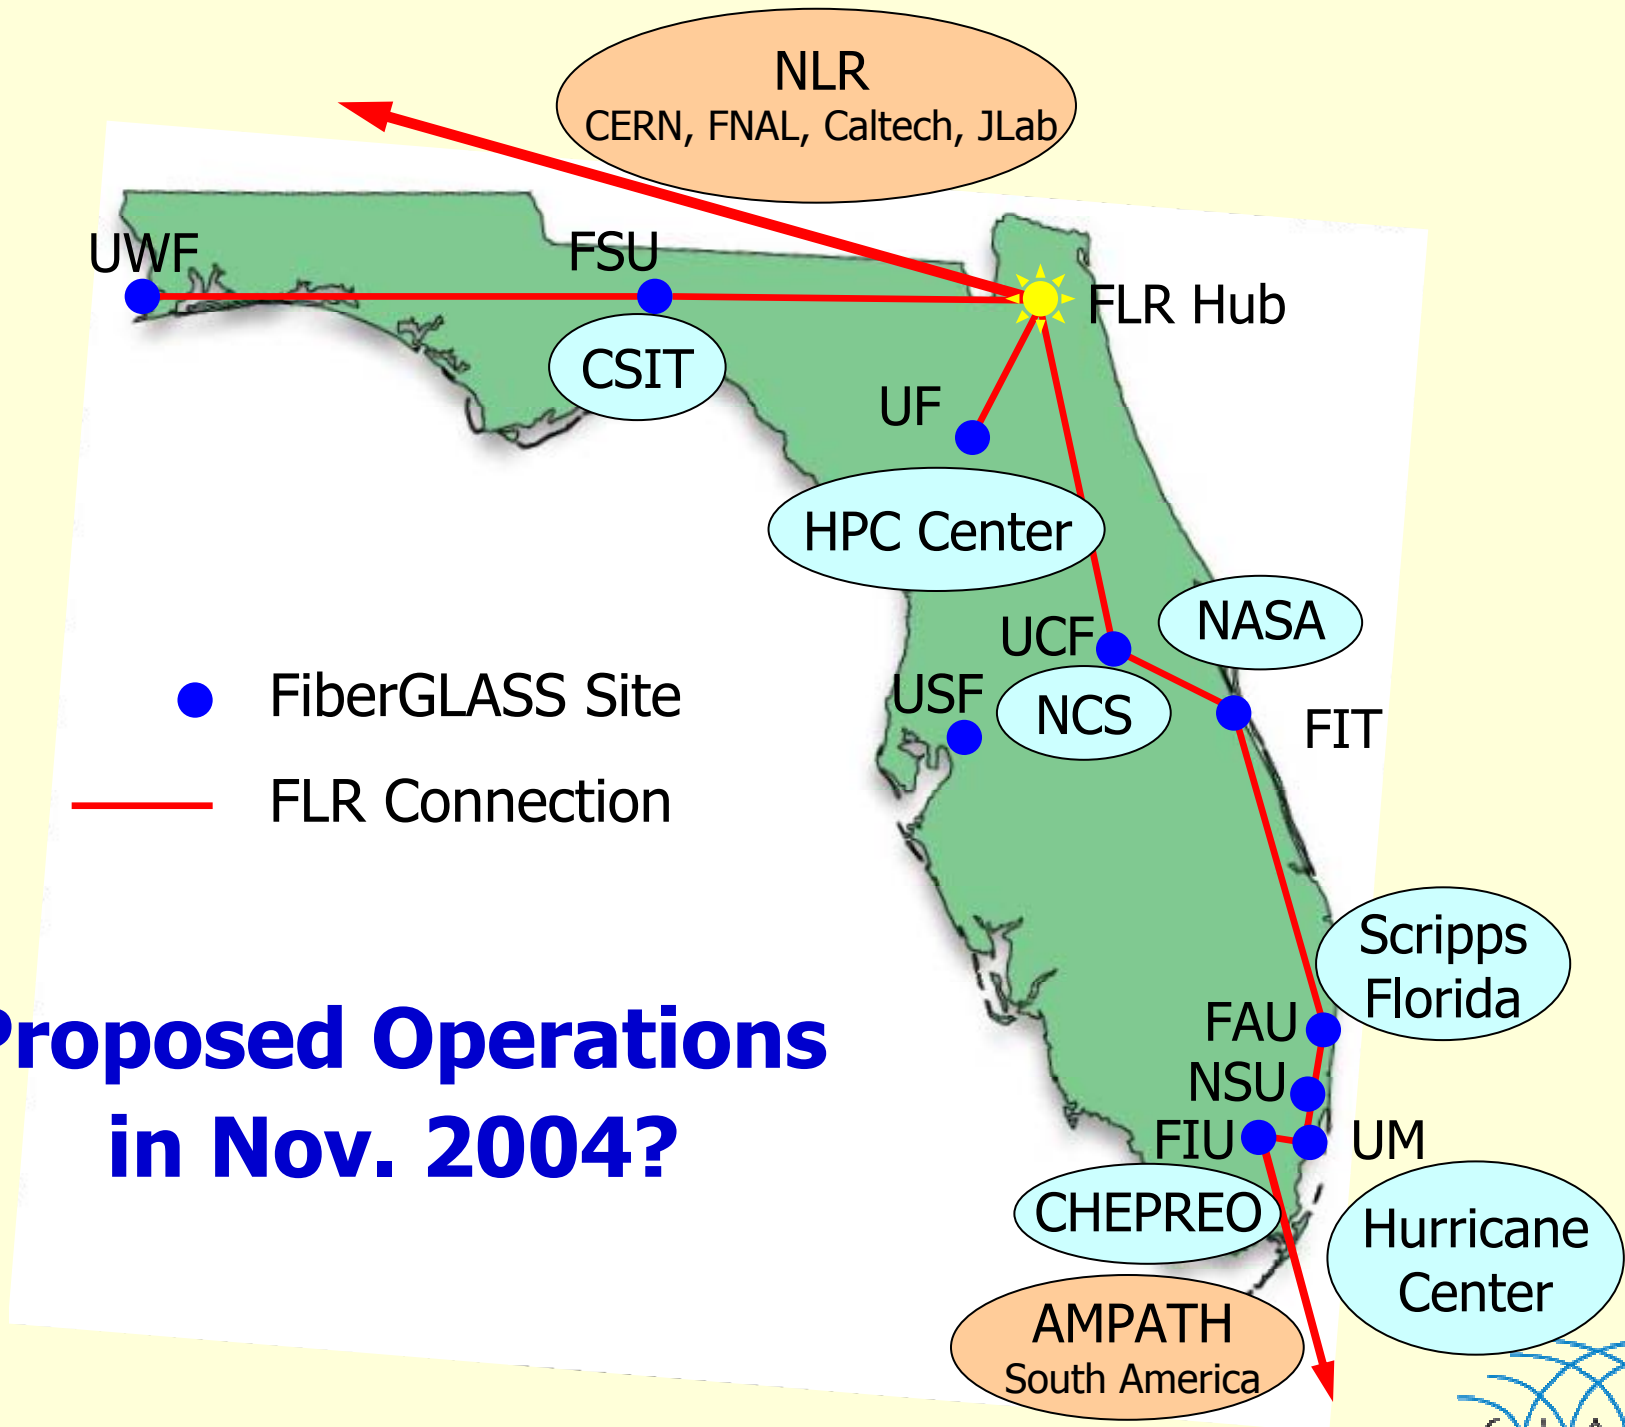 NLR
CERN, FNAL, Caltech, JLab
UWF
FSU
FLR Hub
CSIT
UF
HPC Center
NASA
UCF
USF
NCS
FiberGLASS Site
FIT
FLR Connection
Scripps
Florida
FAU
Proposed Operations
in Nov. 2004?
NSU
FIU
UM
CHEPREO
Hurricane
Center
AMPATH
South America